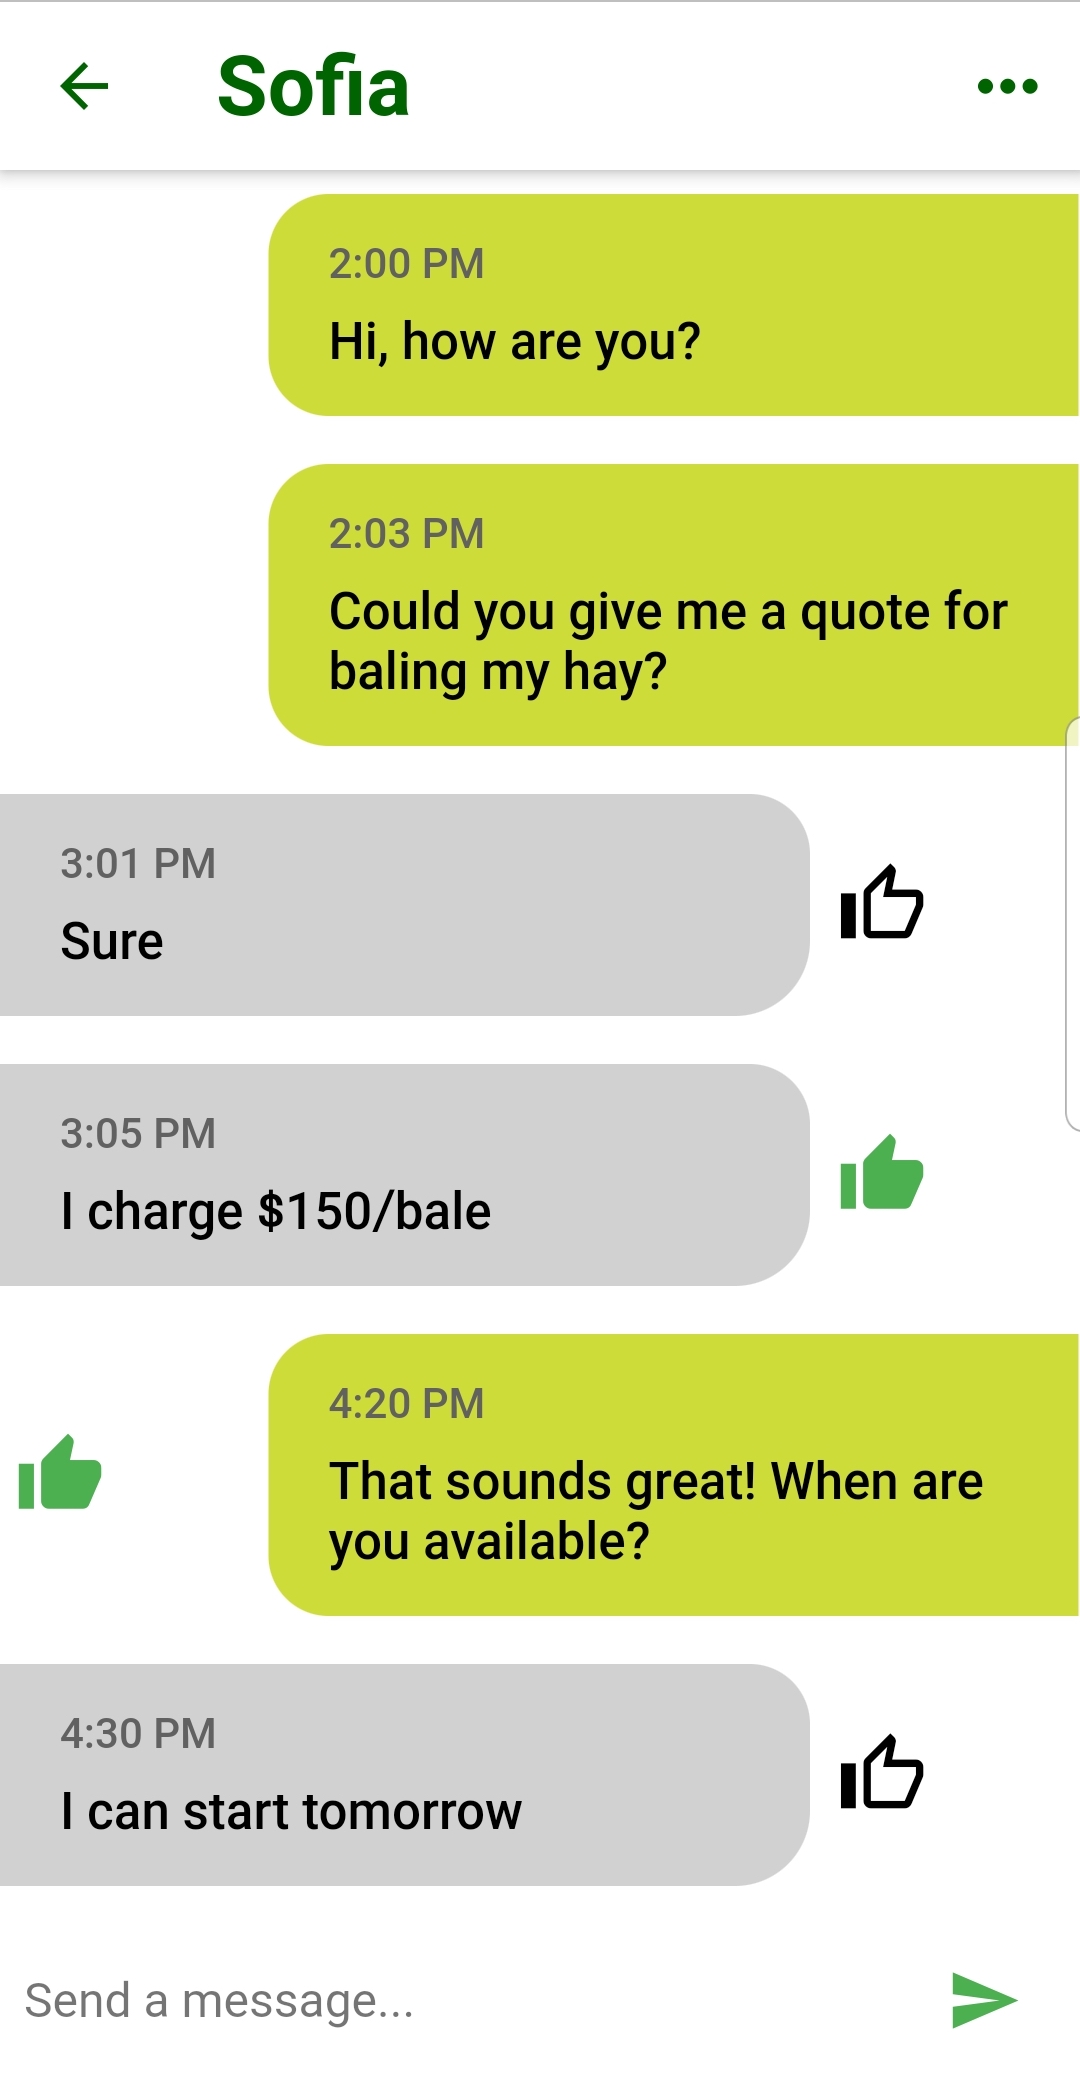 Sofia
2:00 PM
Hi, how are you?
2:03 PM
Could you give me a quote for
baling my hay?
3:01 PM
Sure
3:05 PM
I charge $150/bale
4:20 PM
That sounds great! When are
you available?
4:30 PM
I can start tomorrow
Send a message...